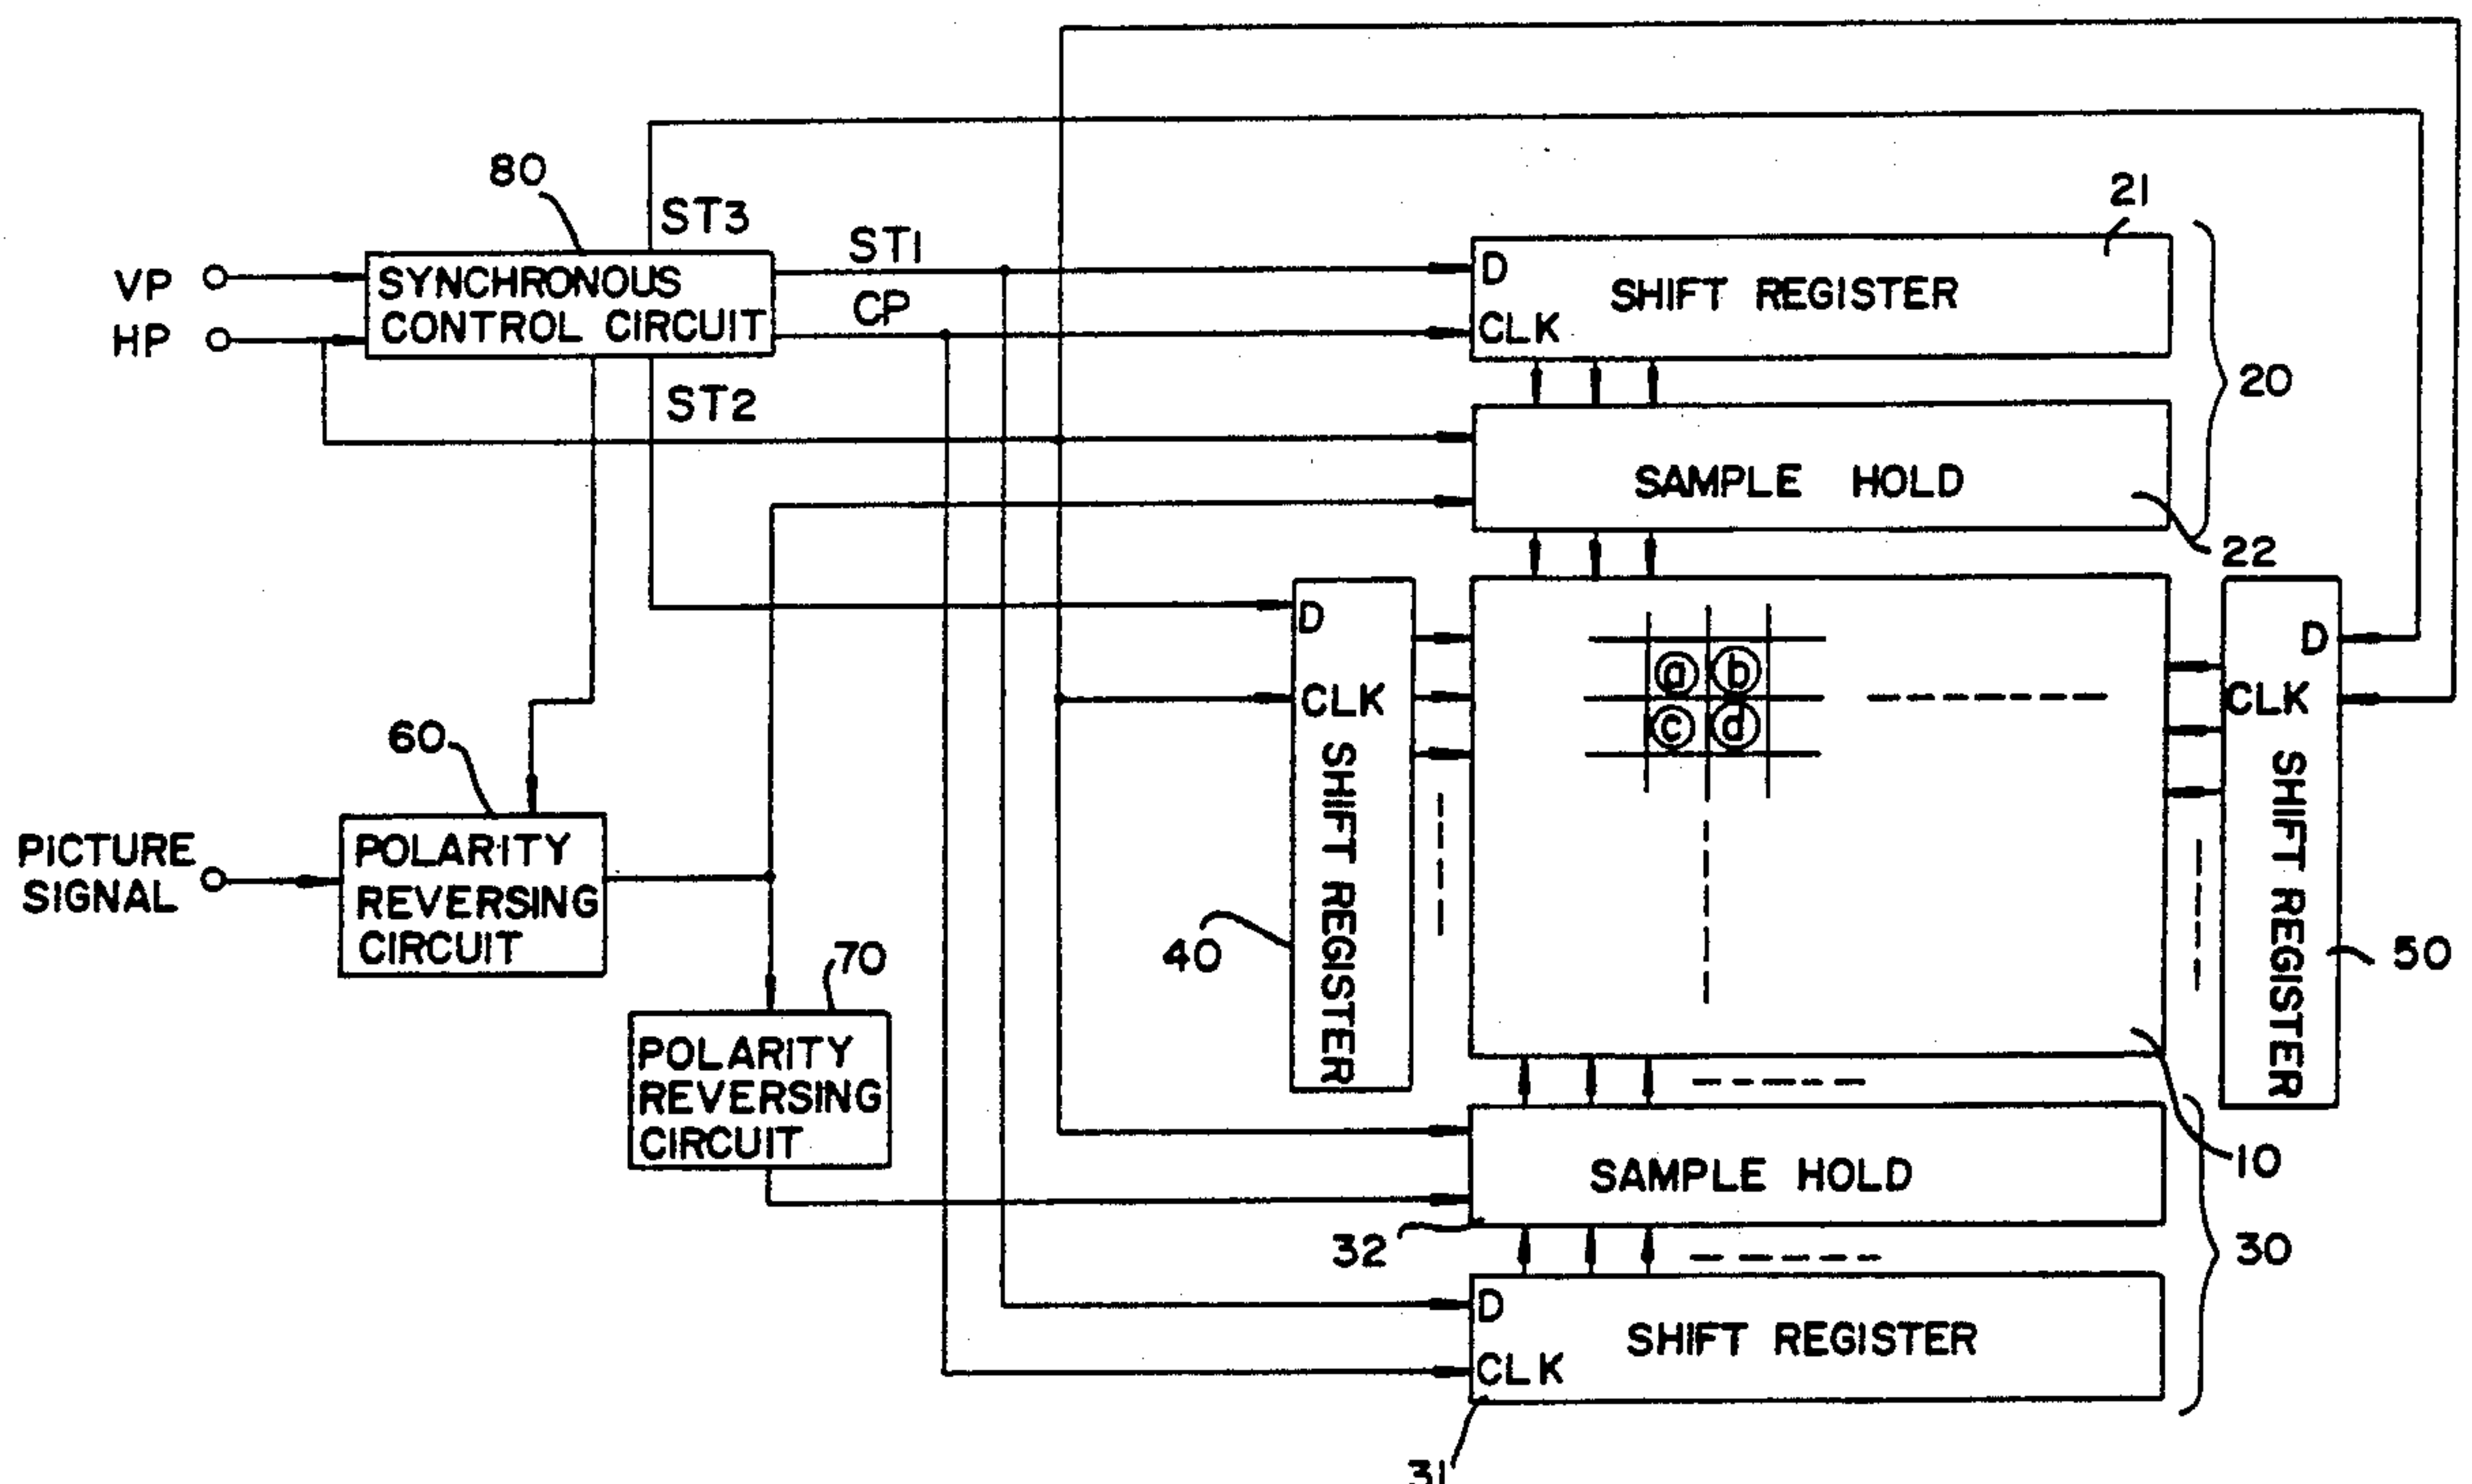 80
ST3
ST1
CP
VP
HP
SYNCHRONOUS
CONTROL CIRCUIT
ST2
21
D
SHIFT REGISTER
CLK
20
SAMPLE HOLD
22
D
CLK
SHIFT REGISTER
40
a b
c d
D
CLK
SHIFT REGISTER
50
60
PICTURE
SIGNAL
POLARITY
REVERSING
CIRCUIT
70
POLARITY
REVERSING
CIRCUIT
10
SAMPLE HOLD
32
30
D
SHIFT REGISTER
CLK
31